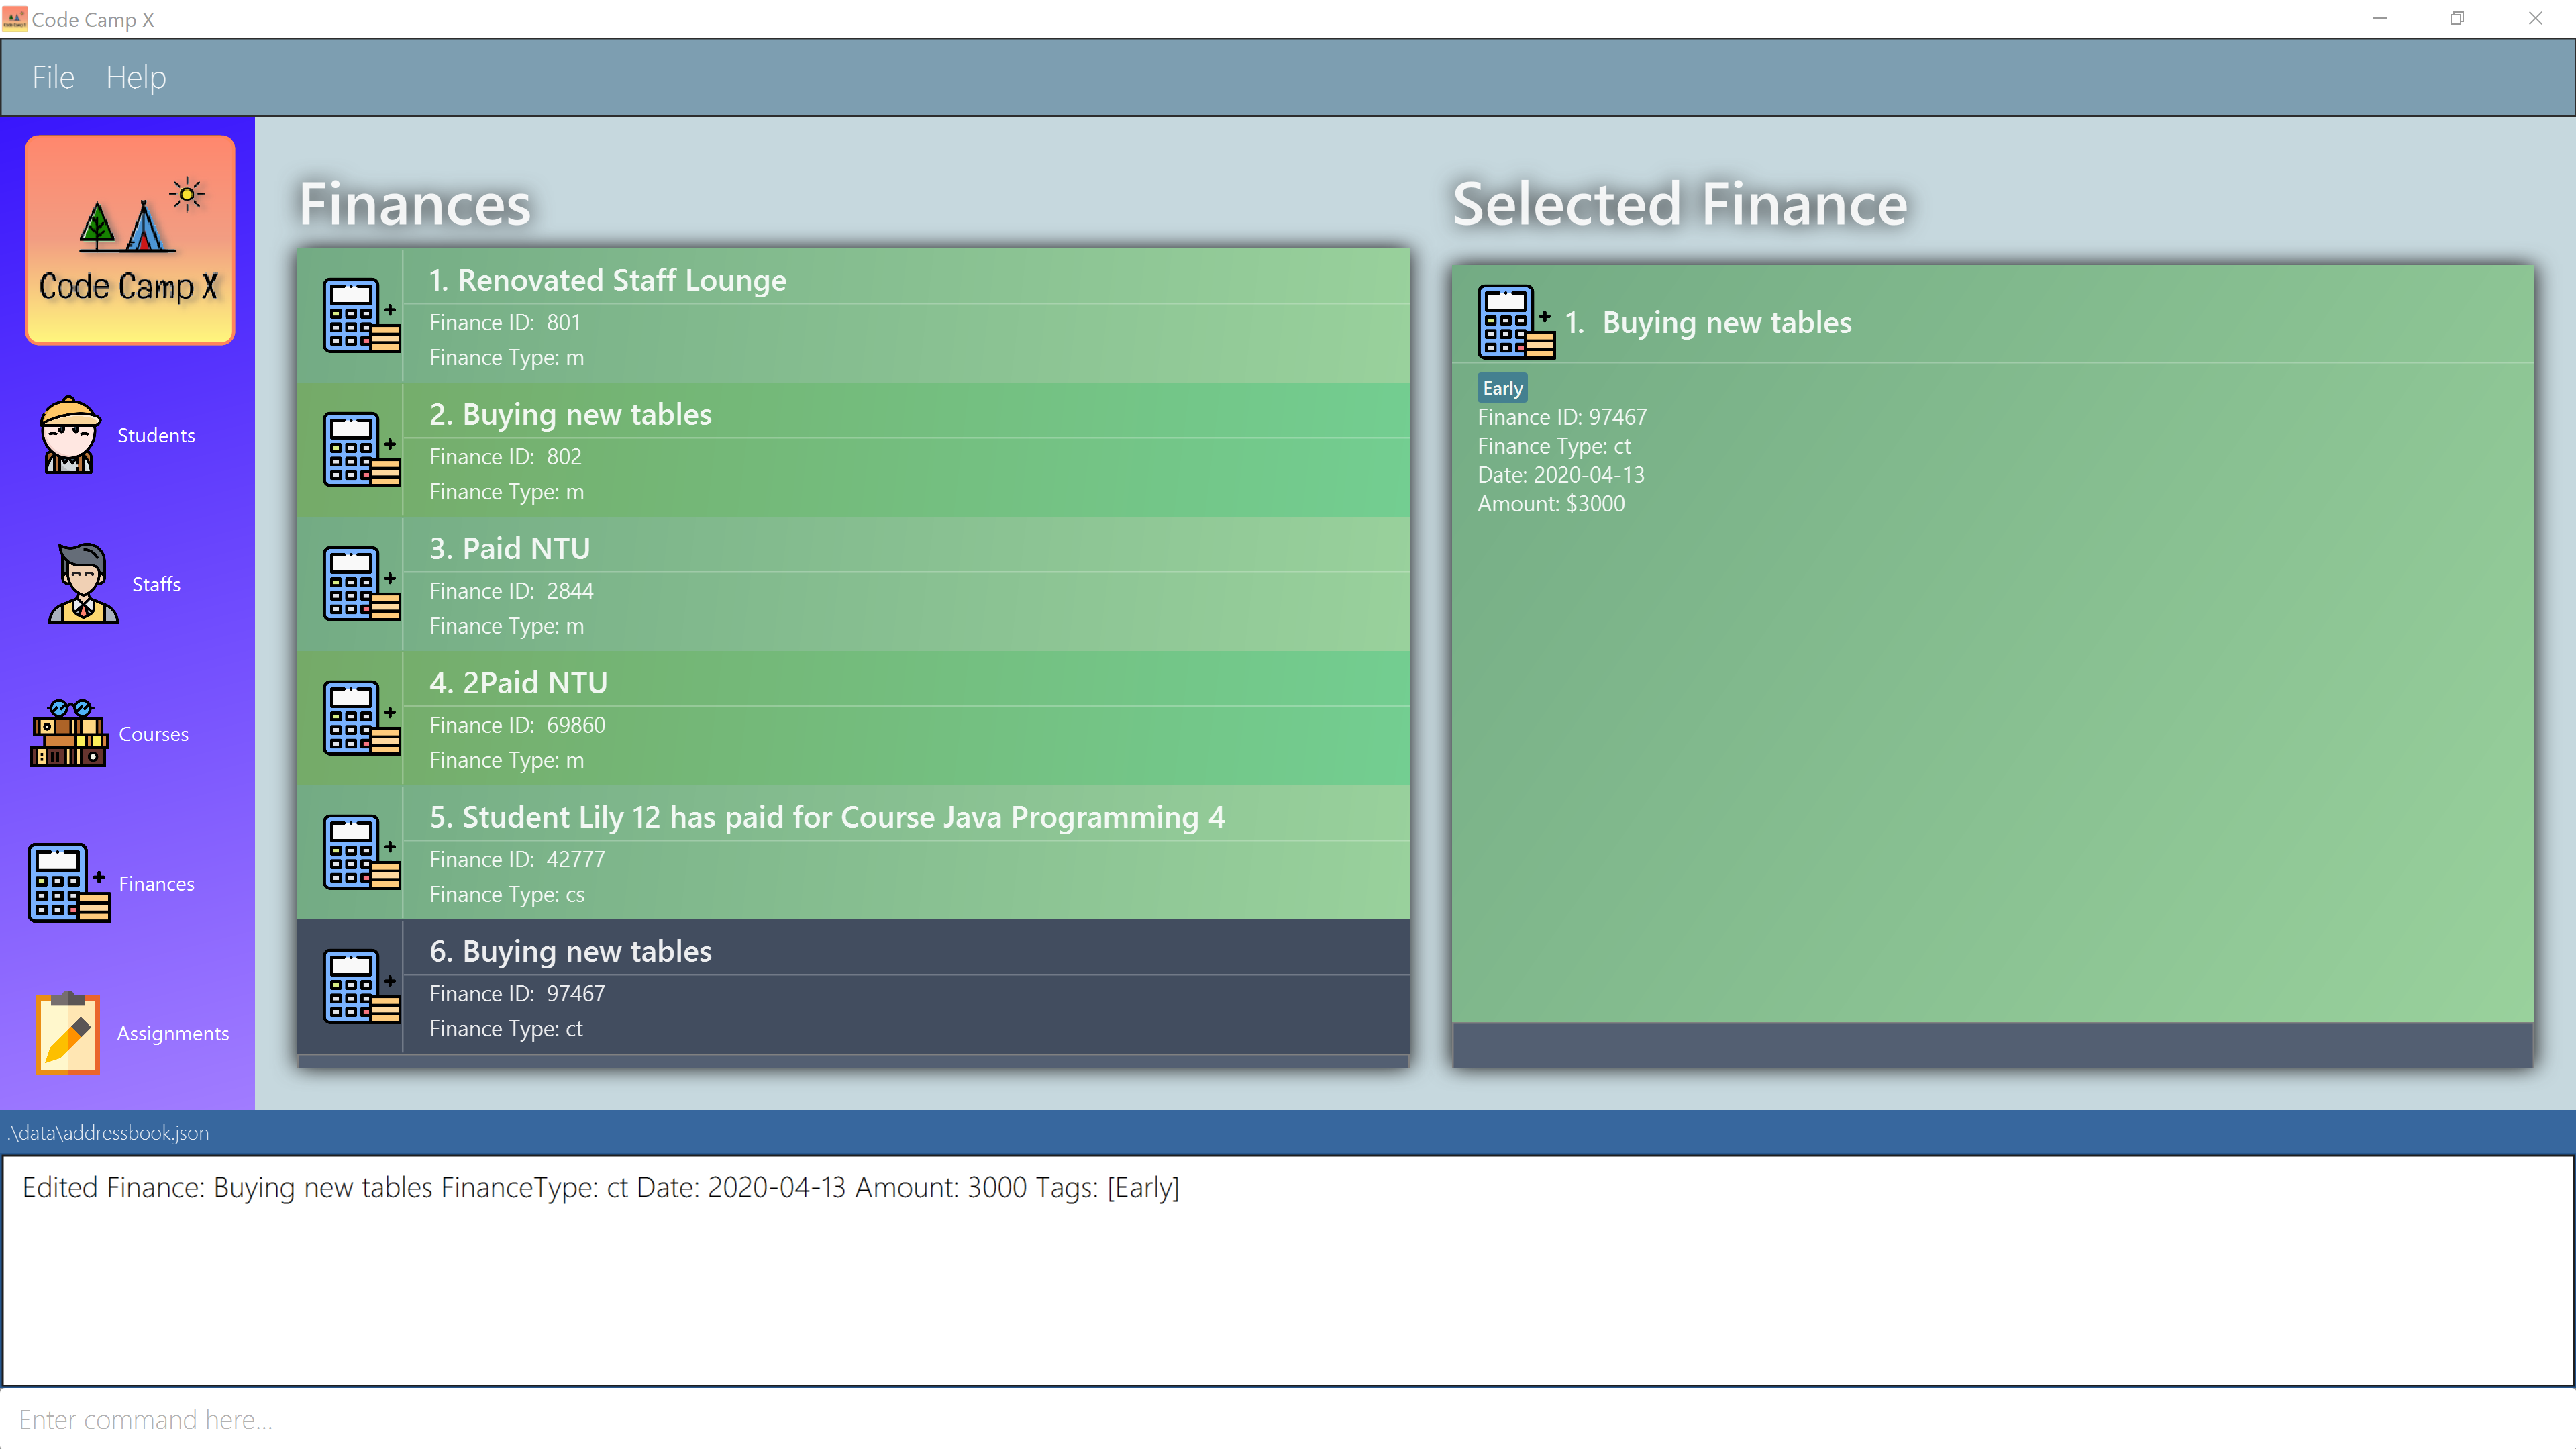 Code Camp X
File Help
Code Camp X
Students
Staffs
Courses
Finances
Assignments
Finances
1. Renovated Staff Lounge
Finance ID: 801
Finance Type: m
2. Buying new tables
Finance ID: 802
Finance Type: m
3. Paid NTU
Finance ID: 2844
Finance Type: m
4. 2Paid NTU
Finance ID: 69860
Finance Type: m
5. Student Lily 12 has paid for Course Java Programming 4
Finance ID: 42777
Finance Type: cs
6. Buying new tables
Finance ID: 97467
Finance Type: ct
Selected Finance
1. Buying new tables
Early
Finance ID: 97467
Finance Type: ct
Date: 2020-04-13
Amount: $3000
.\data\addressbook.json
Edited Finance: Buying new tables FinanceType: ct Date: 2020-04-13 Amount: 3000 Tags: [Early]
Enter command here...